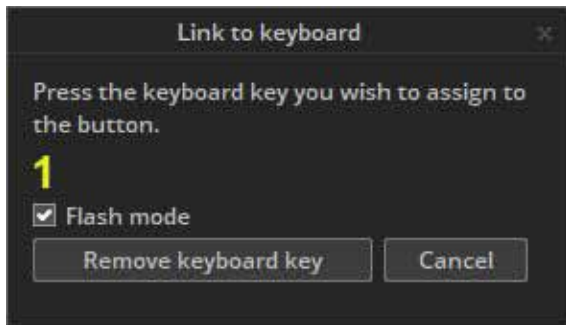 Link to keyboard
Press the keyboard key you wish to assign to
the button.
1
Flash mode
Remove keyboard key
Cancel